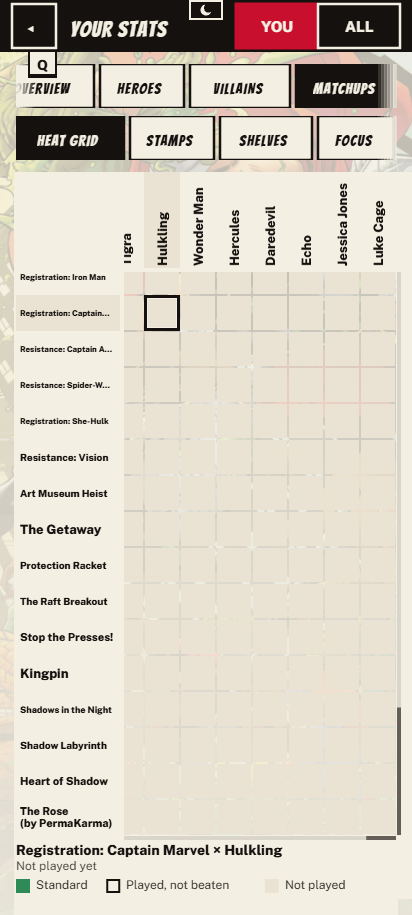 YOUR STATS
YOU
ALL
Q
OVERVIEW
HEROES
VILLAINS
MATCHUPS
HEAT GRID
STAMPS
SHELVES
FOCUS
Tigra
Hulkling
Wonder Man
Hercules
Daredevil
Echo
Jessica Jones
Luke Cage
Registration: Iron Man
Registration: Captain...
Resistance: Captain A...
Resistance: Spider-W...
Registration: She-Hulk
Resistance: Vision
Art Museum Heist
The Getaway
Protection Racket
The Raft Breakout
Stop the Presses!
Kingpin
Shadows in the Night
Shadow Labyrinth
Heart of Shadow
The Rose
(by PermaKarma)
Registration: Captain Marvel × Hulkling
Not played yet
Standard
Played, not beaten
Not played